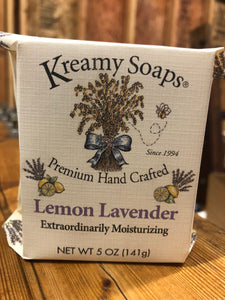 Kreamy Soaps®
Since 1994
Premium Hand Crafted
Lemon Lavender
Extraordinarily Moisturizing
NET WT 5 OZ (141g)